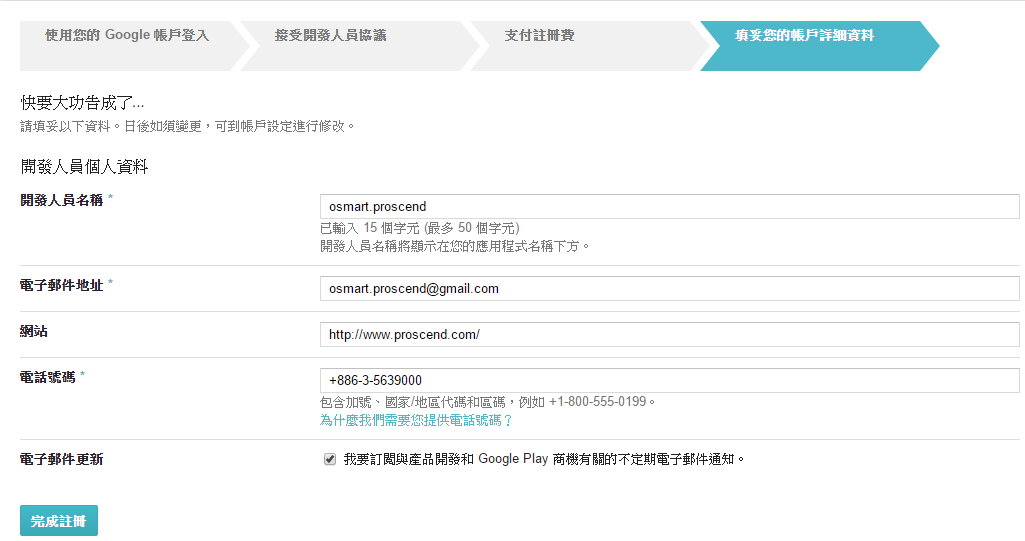 使用您的 Google 帳戶登入
接受開發人員協議
支付註冊費
填妥您的帳戶詳細資料
快要大功告成了...
請填妥以下資料。日後如須變更，可到帳戶設定進行修改。
開發人員個人資料
開發人員名稱 *
osmart.proscend
已輸入 15 個字元 (最多 50 個字元)
開發人員名稱將顯示在您的應用程式名稱下方。
電子郵件地址 *
osmart.proscend@gmail.com
網站
http://www.proscend.com/
電話號碼 *
+886-3-5639000
包含加號、國家/地區代碼和區碼，例如 +1-800-555-0199。
為什麼我們需要您提供電話號碼？
電子郵件更新
我要訂閱與產品開發和 Google Play 商機有關的不定期電子郵件通知。
完成註冊